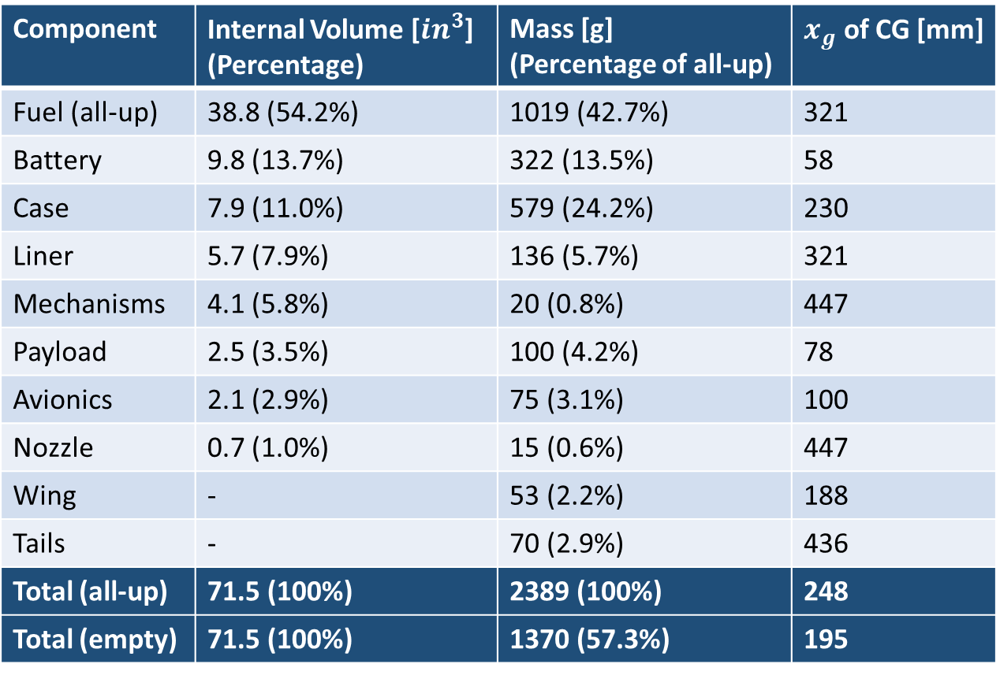 Component Internal Volume [in³] (Percentage) Mass [g] (Percentage of all-up) x_g of CG [mm]
Fuel (all-up) 38.8 (54.2%) 1019 (42.7%) 321
Battery 9.8 (13.7%) 322 (13.5%) 58
Case 7.9 (11.0%) 579 (24.2%) 230
Liner 5.7 (7.9%) 136 (5.7%) 321
Mechanisms 4.1 (5.8%) 20 (0.8%) 447
Payload 2.5 (3.5%) 100 (4.2%) 78
Avionics 2.1 (2.9%) 75 (3.1%) 100
Nozzle 0.7 (1.0%) 15 (0.6%) 447
Wing - 53 (2.2%) 188
Tails - 70 (2.9%) 436
Total (all-up) 71.5 (100%) 2389 (100%) 248
Total (empty) 71.5 (100%) 1370 (57.3%) 195